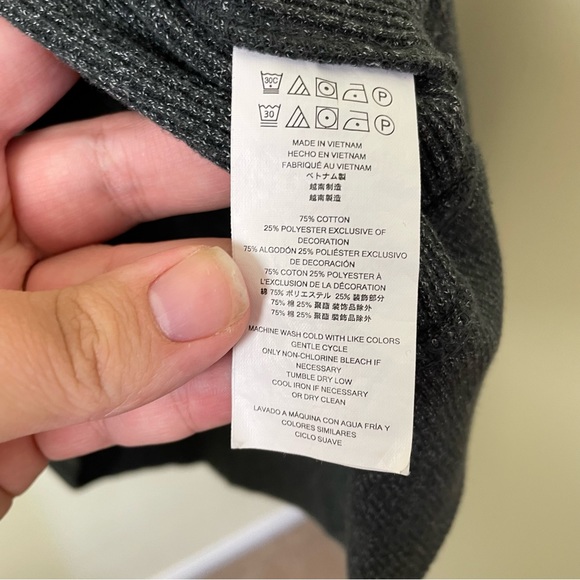 30C P
30 P
MADE IN VIETNAM
HECHO EN VIETNAM
FABRIQUÉ AU VIETNAM
ベトナム製
越南制造
越南製造
75% COTTON
25% POLYESTER EXCLUSIVE OF
DECORATION
75% ALGODÓN 25% POLIÉSTER EXCLUSIVO
DE DECORACIÓN
75% COTON 25% POLYESTER À
L'EXCLUSION DE LA DÉCORATION
綿 75% ポリエステル 25% 装飾部分
75% 棉 25% 聚酯 装饰品除外
75% 棉 25% 聚酯 裝飾品除外
MACHINE WASH COLD WITH LIKE COLORS
GENTLE CYCLE
ONLY NON-CHLORINE BLEACH IF
NECESSARY
TUMBLE DRY LOW
COOL IRON IF NECESSARY
OR DRY CLEAN
LAVADO A MÁQUINA CON AGUA FRÍA Y
COLORES SIMILARES
CICLO SUAVE